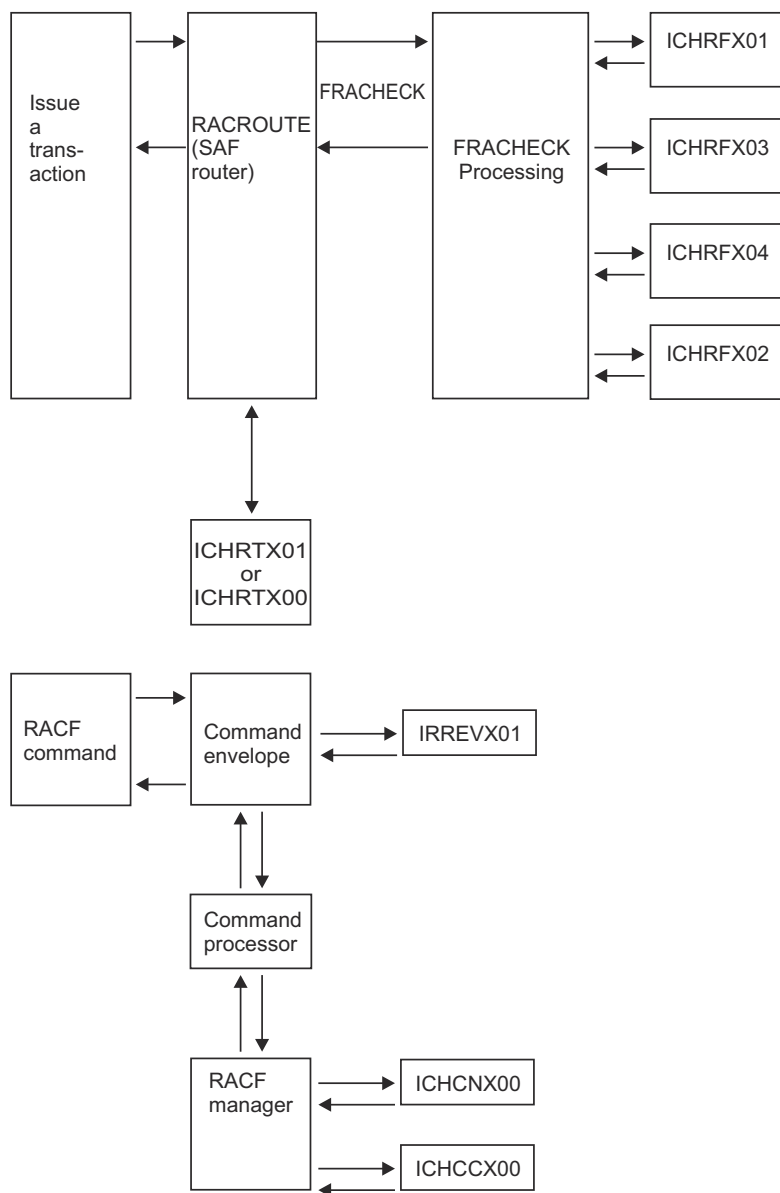 Issue
a
trans-
action
RACROUTE
(SAF
router)
FRACHECK
FRACHECK
Processing
ICHRFX01
ICHRFX03
ICHRFX04
ICHRFX02
ICHRTX01
or
ICHRTX00
RACF
command
Command
envelope
IRREVX01
Command
processor
RACF
manager
ICHCNX00
ICHCCX00